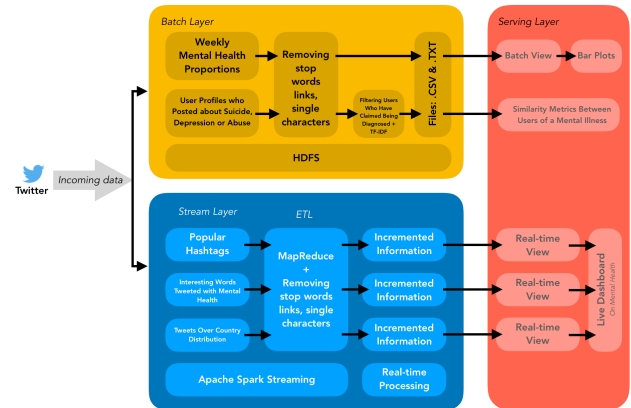 Batch Layer
Weekly
Mental Health
Proportions
User Profiles who
Posted about Suicide,
Depression or Abuse
Removing
stop
words
links,
single
characters
Filtering Users
Who Have
Claimed Being
Diagnosed +
TF-IDF
Files: .CSV & .TXT
HDFS
Serving Layer
Batch View
Bar Plots
Similarity Metrics Between
Users of a Mental Illness
Twitter
Incoming data
Stream Layer
ETL
Popular
Hashtags
Interesting Words
Tweeted with Mental
Health
Tweets Over Country
Distribution
MapReduce
+
Removing
stop words
links, single
characters
Incremented
Information
Incremented
Information
Incremented
Information
Apache Spark Streaming
Real-time
Processing
Real-time
View
Real-time
View
Real-time
View
Live Dashboard
On Mental Health